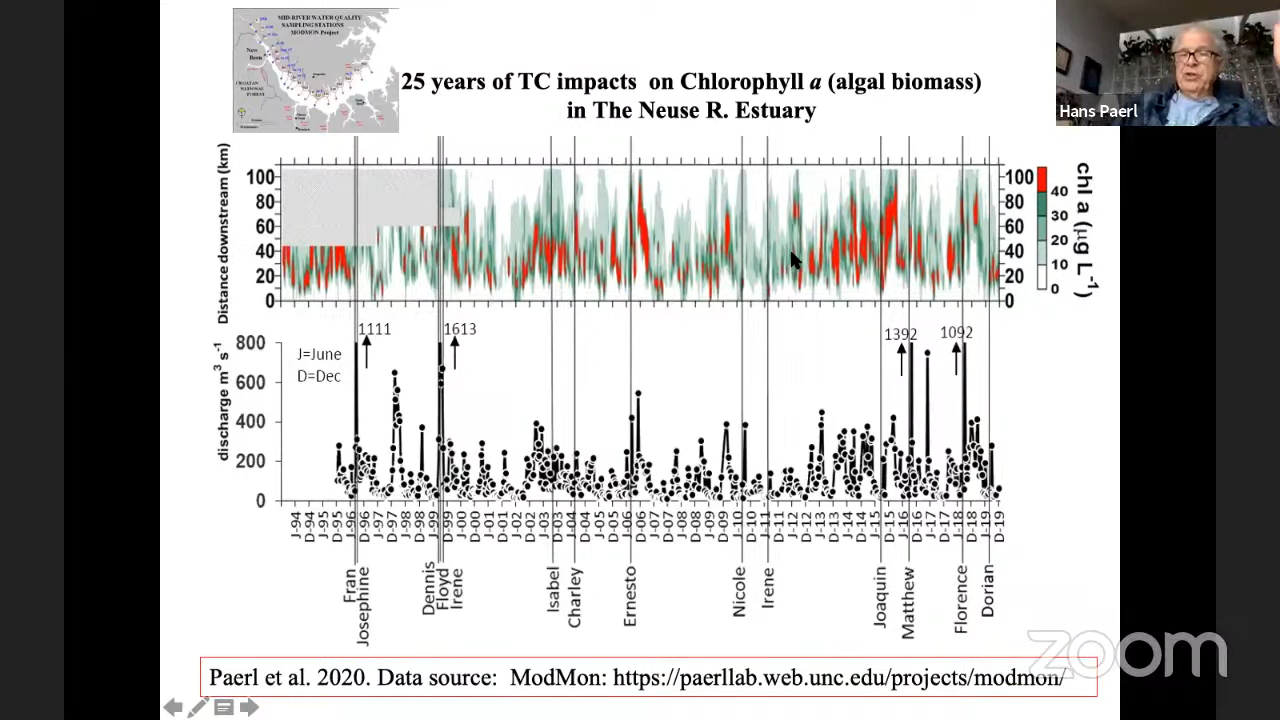 MID-RIVER WATER QUALITY
SAMPLING STATIONS
MODMON Project
New
Bern
CROATAN
NATIONAL
FOREST
25 years of TC impacts on Chlorophyll a (algal biomass)
in The Neuse R. Estuary
Hans Paerl
Distance downstream (km)
100
80
60
40
20
0
100
80
60
40
20
0
40
30
20
10
0
chl a (µg L-1)
1111
1613
1392
1092
J=June
D=Dec
discharge m3 s-1
800
600
400
200
0
J-94 D-94 J-95 D-95 J-96 D-96 J-97 D-97 J-98 D-98 J-99 D-99 J-00 D-00 J-01 D-01 J-02 D-02 J-03 D-03 J-04 D-04 J-05 D-05 J-06 D-06 J-07 D-07 J-08 D-08 J-09 D-09 J-10 D-10 J-11 D-11 J-12 D-12 J-13 D-13 J-14 D-14 J-15 D-15 J-16 D-16 J-17 D-17 J-18 D-18 J-19 D-19
Fran
Josephine
Dennis
Floyd
Irene
Isabel
Charley
Ernesto
Nicole
Irene
Joaquin
Matthew
Florence
Dorian
zoom
Paerl et al. 2020. Data source: ModMon: https://paerllab.web.unc.edu/projects/modmon/